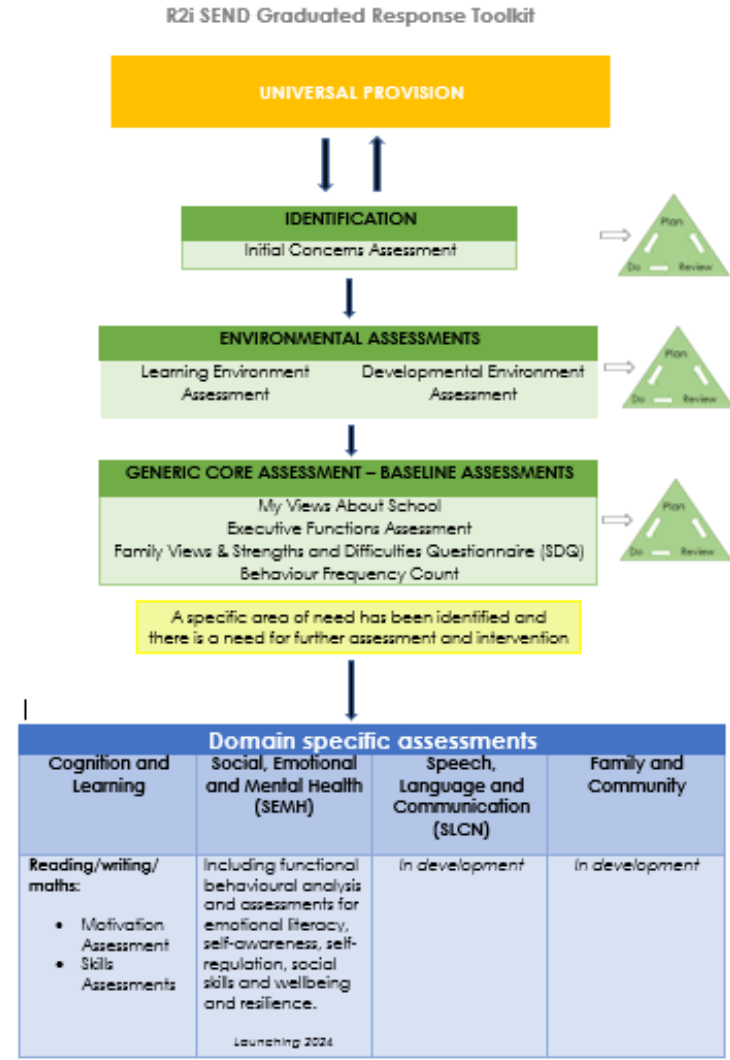 R2i SEND Graduated Response Toolkit
UNIVERSAL PROVISION
IDENTIFICATION
Initial Concerns Assessment
Plan
Do
Review
ENVIRONMENTAL ASSESSMENTS
Learning Environment
Assessment
Developmental Environment
Assessment
Plan
Do
Review
GENERIC CORE ASSESSMENT – BASELINE ASSESSMENTS
My Views About School
Executive Functions Assessment
Family Views & Strengths and Difficulties Questionnaire (SDQ)
Behaviour Frequency Count
Plan
Do
Review
A specific area of need has been identified and
there is a need for further assessment and intervention
Domain specific assessments
Cognition and
Learning
Social, Emotional
and Mental Health
(SEMH)
Speech,
Language and
Communication
(SLCN)
Family and
Community
Reading/writing/
maths:
• Motivation
Assessment
• Skills
Assessments
Including functional
behavioural analysis
and assessments for
emotional literacy,
self-awareness, self-
regulation, social
skills and wellbeing
and resilience.
Launching 2024
In development
In development